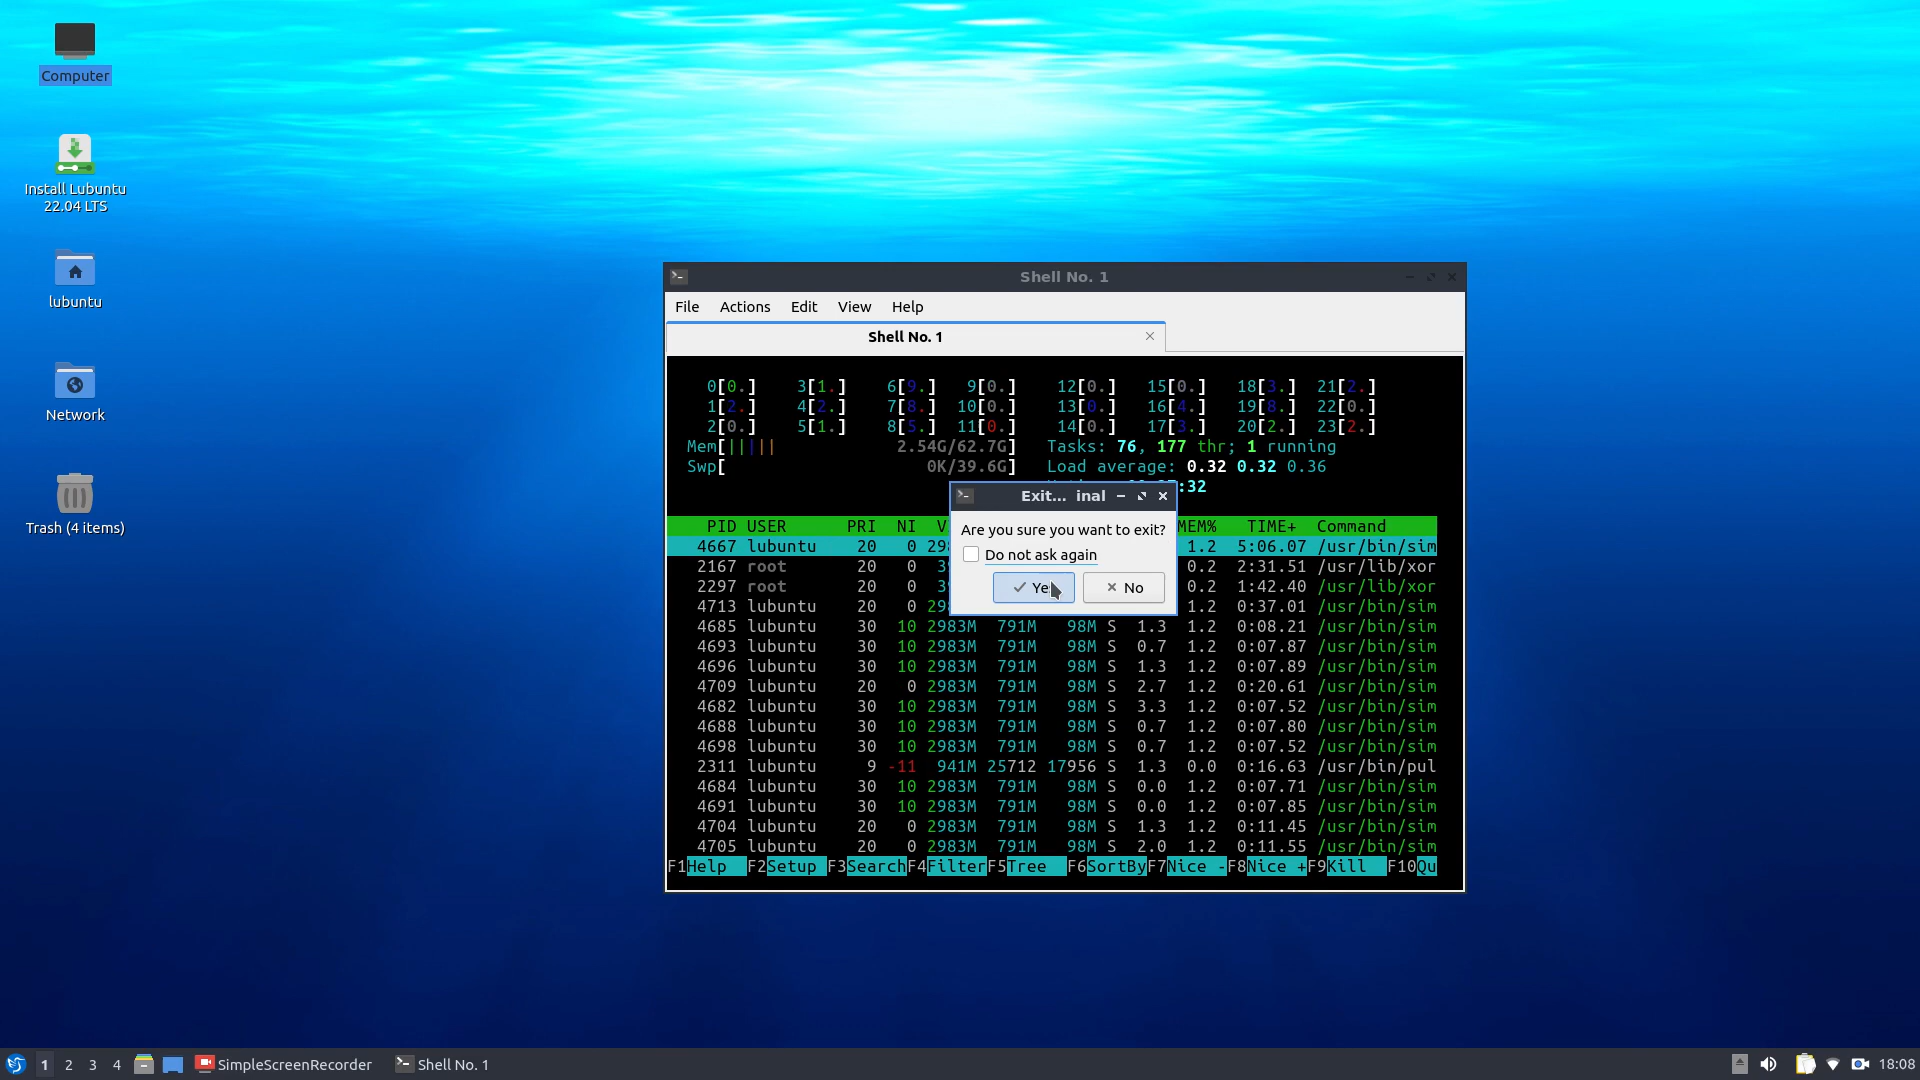 Computer
Install Lubuntu
22.04 LTS
lubuntu
Network
Trash (4 items)
Shell No. 1
File Actions Edit View Help
Shell No. 1
0[0.] 3[1.] 6[9.] 9[0.] 12[0.] 15[0.] 18[3.] 21[2.]
1[2.] 4[2.] 7[8.] 10[0.] 13[0.] 16[4.] 19[8.] 22[0.]
2[0.] 5[1.] 8[5.] 11[0.] 14[0.] 17[3.] 20[2.] 23[2.]
Mem[||||| 2.54G/62.7G] Tasks: 76, 177 thr; 1 running
Swp[ 0K/39.6G] Load average: 0.32 0.32 0.36
:32
Exit... inal
Are you sure you want to exit?
Do not ask again
Yes No
PID USER PRI NI V MEM% TIME+ Command
4667 lubuntu 20 0 29 1.2 5:06.07 /usr/bin/sim
2167 root 20 0 3 0.2 2:31.51 /usr/lib/xor
2297 root 20 0 3 0.2 1:42.40 /usr/lib/xor
4713 lubuntu 20 0 29 1.2 0:37.01 /usr/bin/sim
4685 lubuntu 30 10 2983M 791M 98M S 1.3 1.2 0:08.21 /usr/bin/sim
4693 lubuntu 30 10 2983M 791M 98M S 0.7 1.2 0:07.87 /usr/bin/sim
4696 lubuntu 30 10 2983M 791M 98M S 1.3 1.2 0:07.89 /usr/bin/sim
4709 lubuntu 20 0 2983M 791M 98M S 2.7 1.2 0:20.61 /usr/bin/sim
4682 lubuntu 30 10 2983M 791M 98M S 3.3 1.2 0:07.52 /usr/bin/sim
4688 lubuntu 30 10 2983M 791M 98M S 0.7 1.2 0:07.80 /usr/bin/sim
4698 lubuntu 30 10 2983M 791M 98M S 0.7 1.2 0:07.52 /usr/bin/sim
2311 lubuntu 9 -11 941M 25712 17956 S 1.3 0.0 0:16.63 /usr/bin/pul
4684 lubuntu 30 10 2983M 791M 98M S 0.0 1.2 0:07.71 /usr/bin/sim
4691 lubuntu 30 10 2983M 791M 98M S 0.0 1.2 0:07.85 /usr/bin/sim
4704 lubuntu 20 0 2983M 791M 98M S 1.3 1.2 0:11.45 /usr/bin/sim
4705 lubuntu 20 0 2983M 791M 98M S 2.0 1.2 0:11.55 /usr/bin/sim
F1Help F2Setup F3SearchF4FilterF5Tree F6SortByF7Nice -F8Nice +F9Kill F10Qu
1 2 3 4 SimpleScreenRecorder Shell No. 1 18:08